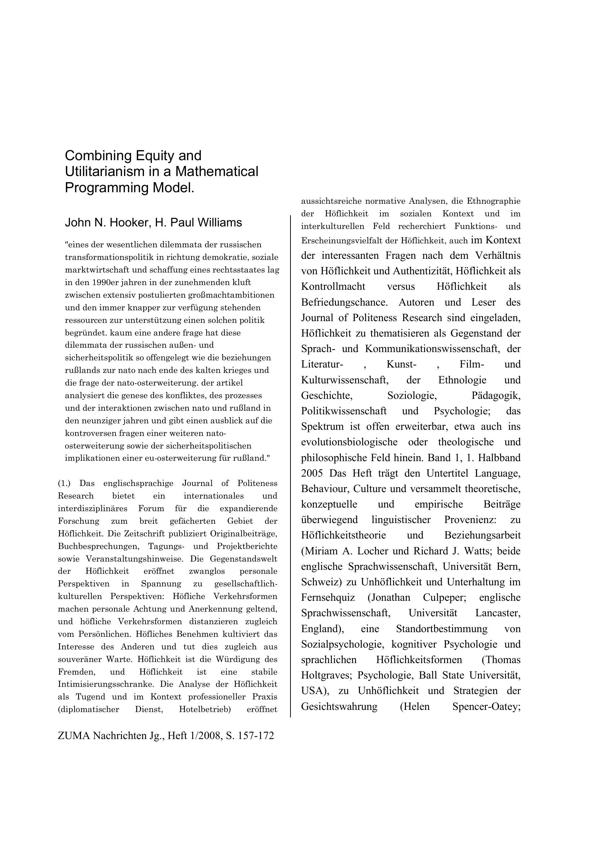 Combining Equity and
Utilitarianism in a Mathematical
Programming Model.
John N. Hooker, H. Paul Williams
"eines der wesentlichen dilemmata der russischen
transformationspolitik in richtung demokratie, soziale
marktwirtschaft und schaffung eines rechtsstaates lag
in den 1990er jahren in der zunehmenden kluft
zwischen extensiv postulierten großmachtambitionen
und den immer knapper zur verfügung stehenden
ressourcen zur unterstützung einen solchen politik
begründet. kaum eine andere frage hat diese
dilemmata der russischen außen- und
sicherheitspolitik so offengelegt wie die beziehungen
rußlands zur nato nach ende des kalten krieges und
die frage der nato-osterweiterung. der artikel
analysiert die genese des konfliktes, des prozesses
und der interaktionen zwischen nato und rußland in
den neunziger jahren und gibt einen ausblick auf die
kontroversen fragen einer weiteren nato-
osterweiterung sowie der sicherheitspolitischen
implikationen einer eu-osterweiterung für rußland."
(1.) Das englischsprachige Journal of Politeness
Research bietet ein internationales und
interdisziplinäres Forum für die expandierende
Forschung zum breit gefächerten Gebiet der
Höflichkeit. Die Zeitschrift publiziert Originalbeiträge,
Buchbesprechungen, Tagungs- und Projektberichte
sowie Veranstaltungshinweise. Die Gegenstandswelt
der Höflichkeit eröffnet zwanglos personale
Perspektiven in Spannung zu gesellschaftlich-
kulturellen Perspektiven: Höfliche Verkehrsformen
machen personale Achtung und Anerkennung geltend,
und höfliche Verkehrsformen distanzieren zugleich
vom Persönlichen. Höfliches Benehmen kultiviert das
Interesse des Anderen und tut dies zugleich aus
souveräner Warte. Höflichkeit ist die Würdigung des
Fremden, und Höflichkeit ist eine stabile
Intimisierungsschranke. Die Analyse der Höflichkeit
als Tugend und im Kontext professioneller Praxis
(diplomatischer Dienst, Hotelbetrieb) eröffnet
aussichtsreiche normative Analysen, die Ethnographie
der Höflichkeit im sozialen Kontext und im
interkulturellen Feld recherchiert Funktions- und
Erscheinungsvielfalt der Höflichkeit, auch im Kontext
der interessanten Fragen nach dem Verhältnis
von Höflichkeit und Authentizität, Höflichkeit als
Kontrollmacht versus Höflichkeit als
Befriedungschance. Autoren und Leser des
Journal of Politeness Research sind eingeladen,
Höflichkeit zu thematisieren als Gegenstand der
Sprach- und Kommunikationswissenschaft, der
Literatur- , Kunst- , Film- und
Kulturwissenschaft, der Ethnologie und
Geschichte, Soziologie, Pädagogik,
Politikwissenschaft und Psychologie; das
Spektrum ist offen erweiterbar, etwa auch ins
evolutionsbiologische oder theologische und
philosophische Feld hinein. Band 1, 1. Halbband
2005 Das Heft trägt den Untertitel Language,
Behaviour, Culture und versammelt theoretische,
konzeptuelle und empirische Beiträge
überwiegend linguistischer Provenienz: zu
Höflichkeitstheorie und Beziehungsarbeit
(Miriam A. Locher und Richard J. Watts; beide
englische Sprachwissenschaft, Universität Bern,
Schweiz) zu Unhöflichkeit und Unterhaltung im
Fernsehquiz (Jonathan Culpeper; englische
Sprachwissenschaft, Universität Lancaster,
England), eine Standortbestimmung von
Sozialpsychologie, kognitiver Psychologie und
sprachlichen Höflichkeitsformen (Thomas
Holtgraves; Psychologie, Ball State Universität,
USA), zu Unhöflichkeit und Strategien der
Gesichtswahrung (Helen Spencer-Oatey;
ZUMA Nachrichten Jg., Heft 1/2008, S. 157-172